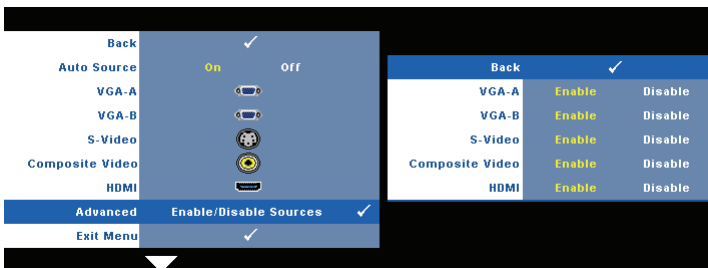 Back
Auto Source On Off
VGA-A
VGA-B
S-Video
Composite Video
HDMI
Advanced Enable/Disable Sources
Exit Menu
Back
VGA-A Enable Disable
VGA-B Enable Disable
S-Video Enable Disable
Composite Video Enable Disable
HDMI Enable Disable